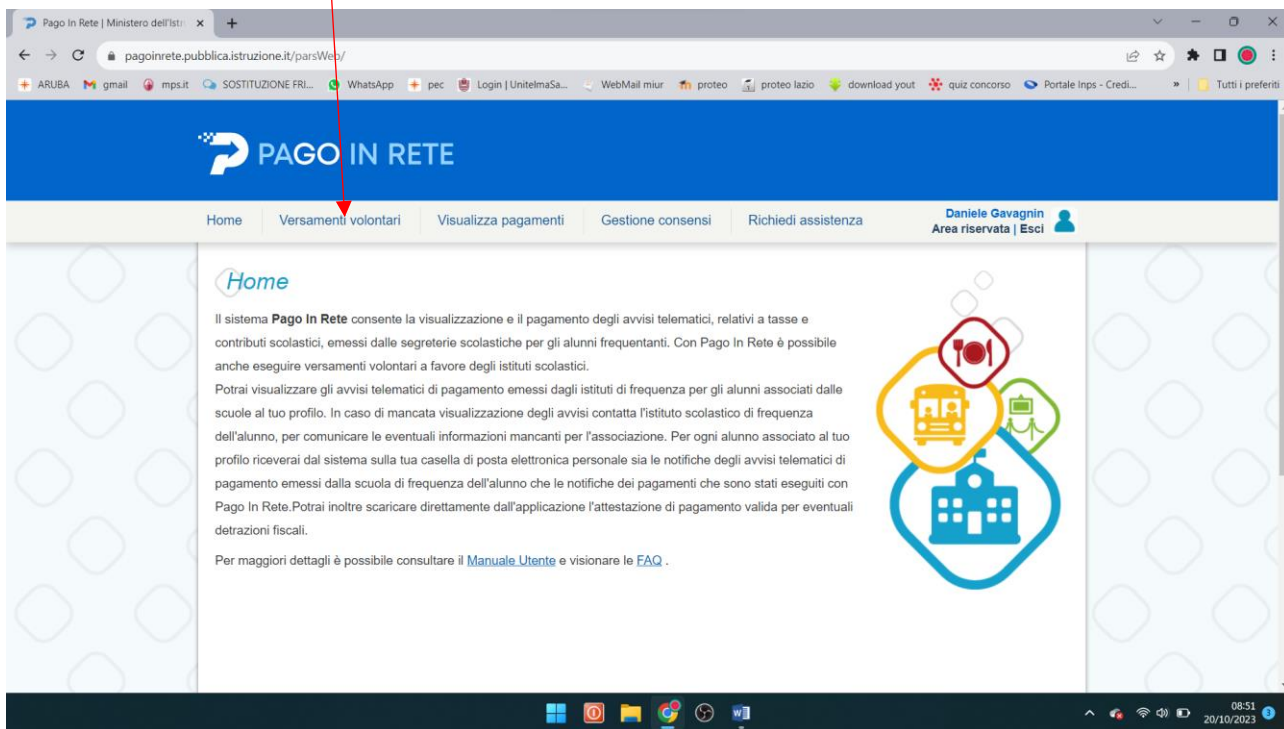 Pago In Rete | Ministero dell'Istr
pagoinrete.pubblica.istruzione.it/parsWeb/
ARUBA gmail mps.it SOSTITUZIONE FRI... WhatsApp pec Login | UnitelmaSa... WebMail miur proteo proteo lazio download yout quiz concorso Portale Inps - Credi... » Tutti i preferiti
PAGO IN RETE
Home Versamenti volontari Visualizza pagamenti Gestione consensi Richiedi assistenza
Daniele Gavagnin
Area riservata | Esci
Home
Il sistema Pago In Rete consente la visualizzazione e il pagamento degli avvisi telematici, relativi a tasse e
contributi scolastici, emessi dalle segreterie scolastiche per gli alunni frequentanti. Con Pago In Rete è possibile
anche eseguire versamenti volontari a favore degli istituti scolastici.
Potrai visualizzare gli avvisi telematici di pagamento emessi dagli istituti di frequenza per gli alunni associati dalle
scuole al tuo profilo. In caso di mancata visualizzazione degli avvisi contatta l'istituto scolastico di frequenza
dell'alunno, per comunicare le eventuali informazioni mancanti per l'associazione. Per ogni alunno associato al tuo
profilo riceverai dal sistema sulla tua casella di posta elettronica personale sia le notifiche degli avvisi telematici di
pagamento emessi dalla scuola di frequenza dell'alunno che le notifiche dei pagamenti che sono stati eseguiti con
Pago In Rete.Potrai inoltre scaricare direttamente dall'applicazione l'attestazione di pagamento valida per eventuali
detrazioni fiscali.
Per maggiori dettagli è possibile consultare il Manuale Utente e visionare le FAQ .
08:51
20/10/2023
3